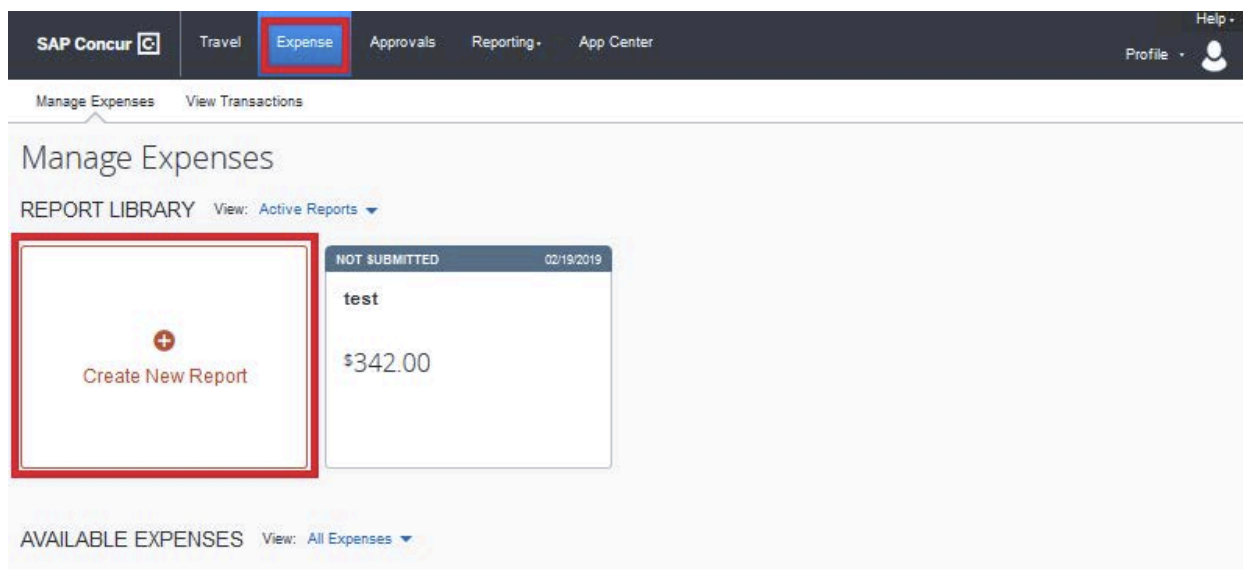 Help
SAP Concur C Travel Expense Approvals Reporting App Center
Profile
Manage Expenses View Transactions
Manage Expenses
REPORT LIBRARY View: Active Reports
NOT SUBMITTED 02/19/2019
test
$342.00
Create New Report
AVAILABLE EXPENSES View: All Expenses